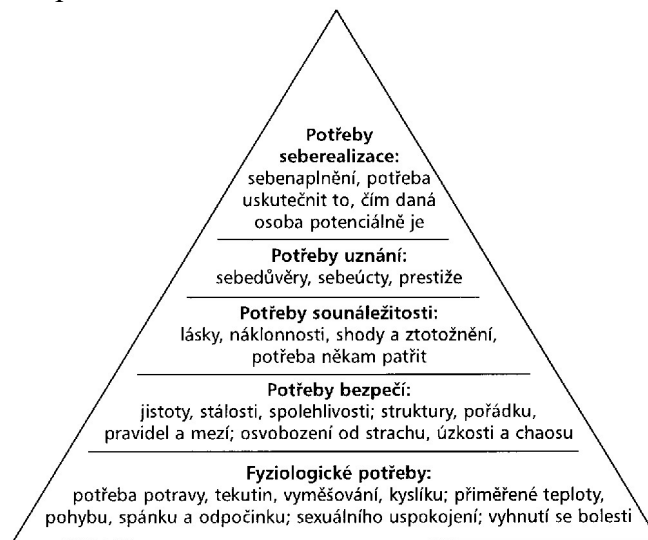 Potřeby
seberealizace:
sebenaplnění, potřeba
uskutečnit to, čím daná
osoba potenciálně je
Potřeby uznání:
sebedůvěry, sebeúcty, prestiže
Potřeby sounáležitosti:
lásky, náklonnosti, shody a ztotožnění,
potřeba někam patřit
Potřeby bezpečí:
jistoty, stálosti, spolehlivosti; struktury, pořádku,
pravidel a mezí; osvobození od strachu, úzkosti a chaosu
Fyziologické potřeby:
potřeba potravy, tekutin, vyměšování, kyslíku; přiměřené teploty,
pohybu, spánku a odpočinku; sexuálního uspokojení; vyhnutí se bolesti